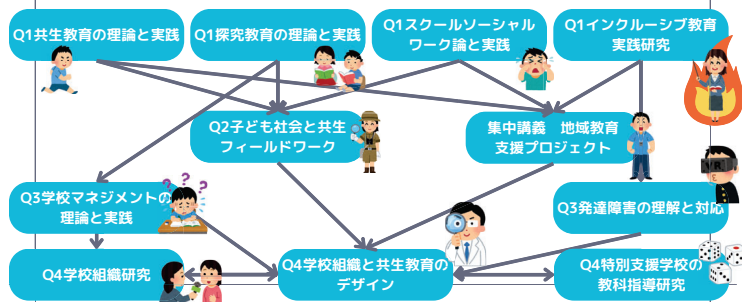 Q1共生教育の理論と実践
Q1探究教育の理論と実践
Q1スクールソーシャル
ワーク論と実践
Q1インクルーシブ教育
実践研究
Q2子ども社会と共生
フィールドワーク
集中講義　地域教育
支援プロジェクト
Q3学校マネジメントの
理論と実践
Q3発達障害の理解と対応
Q4学校組織研究
Q4学校組織と共生教育の
デザイン
Q4特別支援学校の
教科指導研究